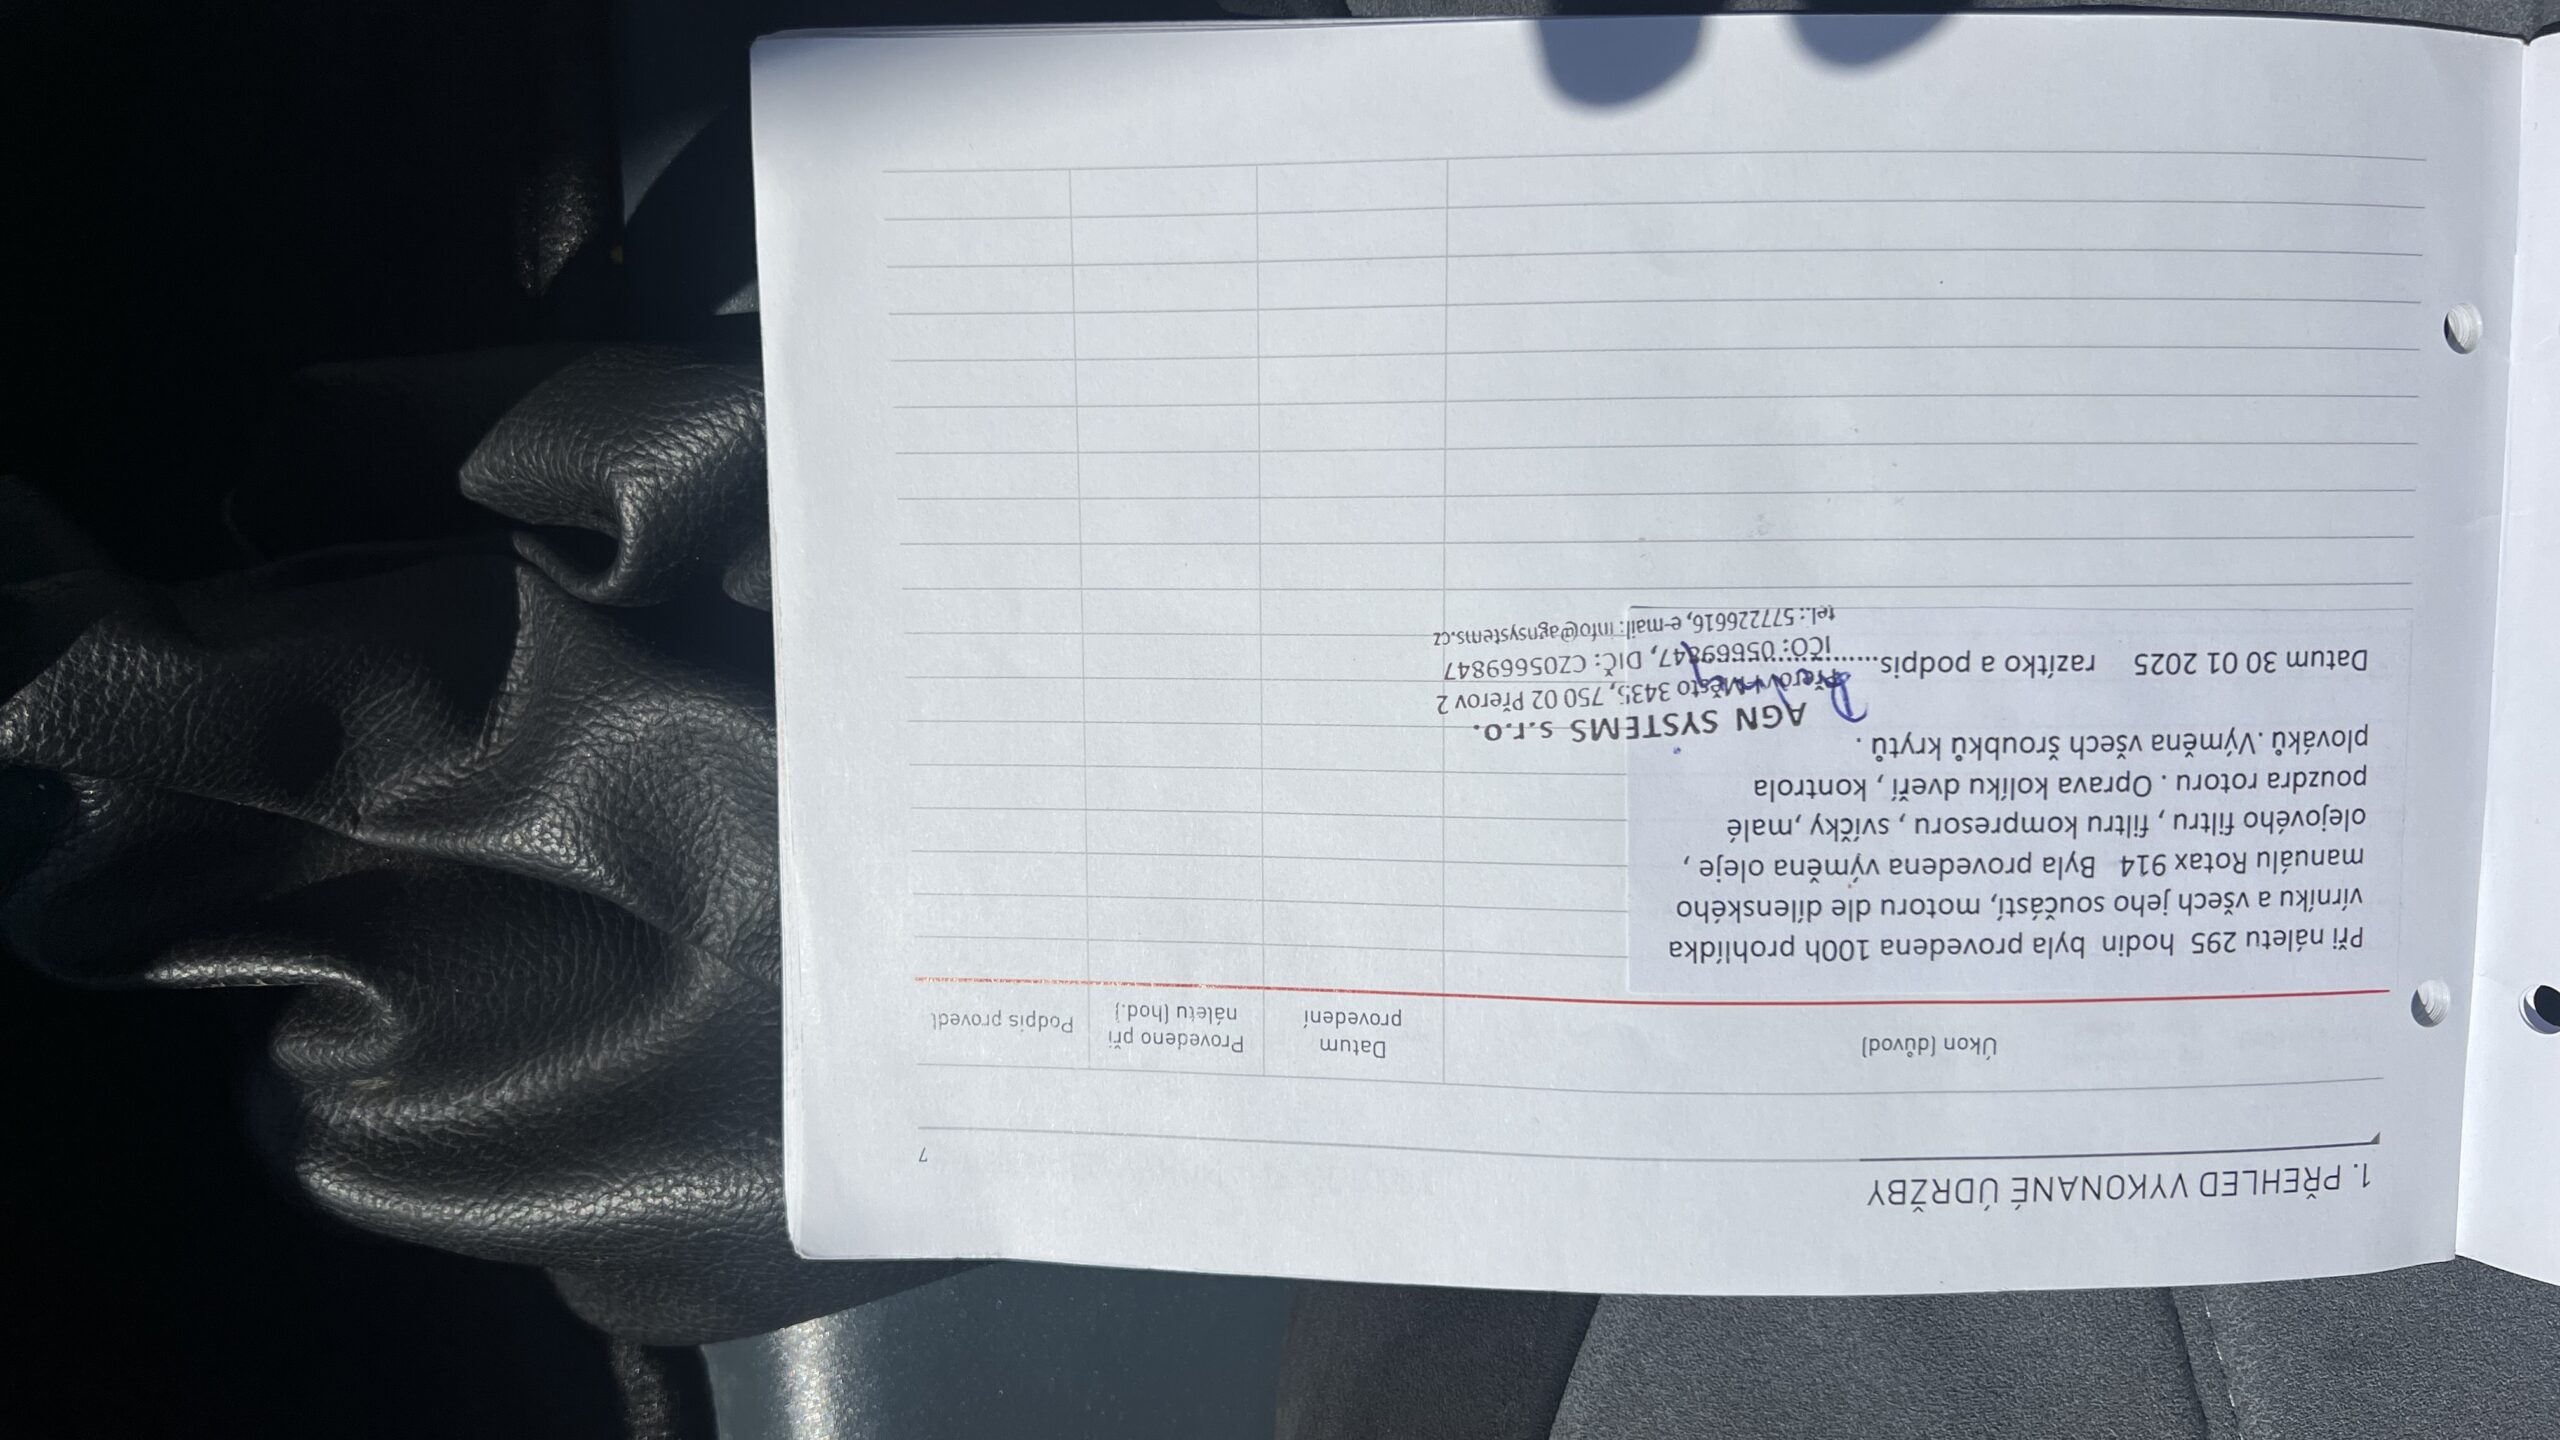 1. PŘEHLED VYKONANÉ ÚDRŽBY
7
Úkon (důvod)
Datum
provedení
Provedeno při
náletu (hod.)
Podpis provedl
Při náletu 295 hodin byla provedena 100h prohlídka
vírníku a všech jeho součástí, motoru dle dílenského
manuálu Rotax 914 Byla provedena výměna oleje ,
olejového filtru , filtru kompresoru , svíčky ,malé
pouzdra rotoru . Oprava kolíku dveří , kontrola
plováků .Výměna všech šroubků krytů .
Datum 30 01 2025 razítko a podpis............................
AGN SYSTEMS s.r.o.
Přerov I-Město 3435, 750 02 Přerov 2
IČO: 05669847, DIČ: CZ05669847
tel.: 577226616, e-mail: info@agnsystems.cz